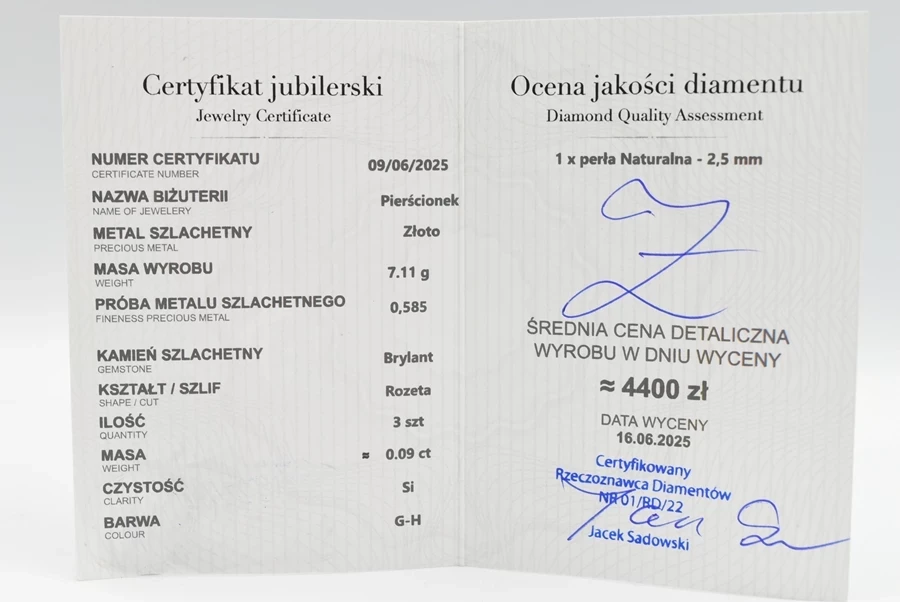 Certyfikat jubilerski
Jewelry Certificate
NUMER CERTYFIKATU 09/06/2025
CERTIFICATE NUMBER
NAZWA BIŻUTERII Pierścionek
NAME OF JEWELERY
METAL SZLACHETNY Złoto
PRECIOUS METAL
MASA WYROBU 7.11 g
WEIGHT
PRÓBA METALU SZLACHETNEGO 0,585
FINENESS PRECIOUS METAL
KAMIEŃ SZLACHETNY Brylant
GEMSTONE
KSZTAŁT / SZLIF Rozeta
SHAPE / CUT
ILOŚĆ 3 szt
QUANTITY
MASA ≈ 0.09 ct
WEIGHT
CZYSTOŚĆ Si
CLARITY
BARWA G-H
COLOUR
Ocena jakości diamentu
Diamond Quality Assessment
1 x perła Naturalna - 2,5 mm
ŚREDNIA CENA DETALICZNA
WYROBU W DNIU WYCENY
≈ 4400 zł
DATA WYCENY
16.06.2025
Certyfikowany
Rzeczoznawca Diamentów
NR 01/BD/22
Jacek Sadowski